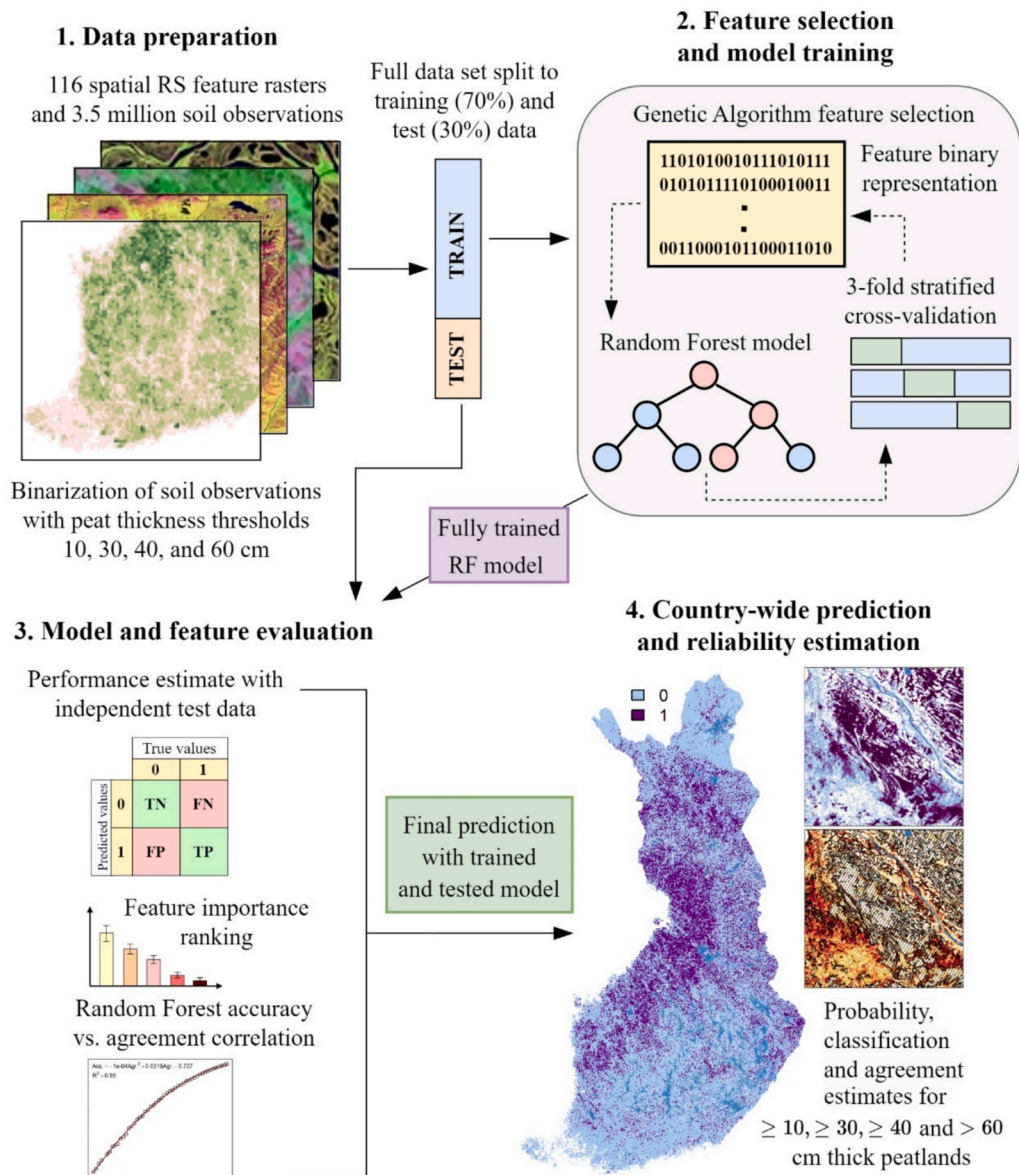 1. Data preparation
116 spatial RS feature rasters
and 3.5 million soil observations
Full data set split to
training (70%) and
test (30%) data
TRAIN
TEST
Binarization of soil observations
with peat thickness thresholds
10, 30, 40, and 60 cm
2. Feature selection
and model training
Genetic Algorithm feature selection
1101010010111010111
0101011110100010011
00110001011000110​10
Feature binary
representation
3-fold stratified
cross-validation
Random Forest model
Fully trained
RF model
3. Model and feature evaluation
Performance estimate with
independent test data
True values
0 1
Predicted values
0 TN FN
1 FP TP
Feature importance
ranking
Random Forest accuracy
vs. agreement correlation
Final prediction
with trained
and tested model
4. Country-wide prediction
and reliability estimation
0
1
Probability,
classification
and agreement
estimates for
≥ 10, ≥ 30, ≥ 40 and > 60
cm thick peatlands